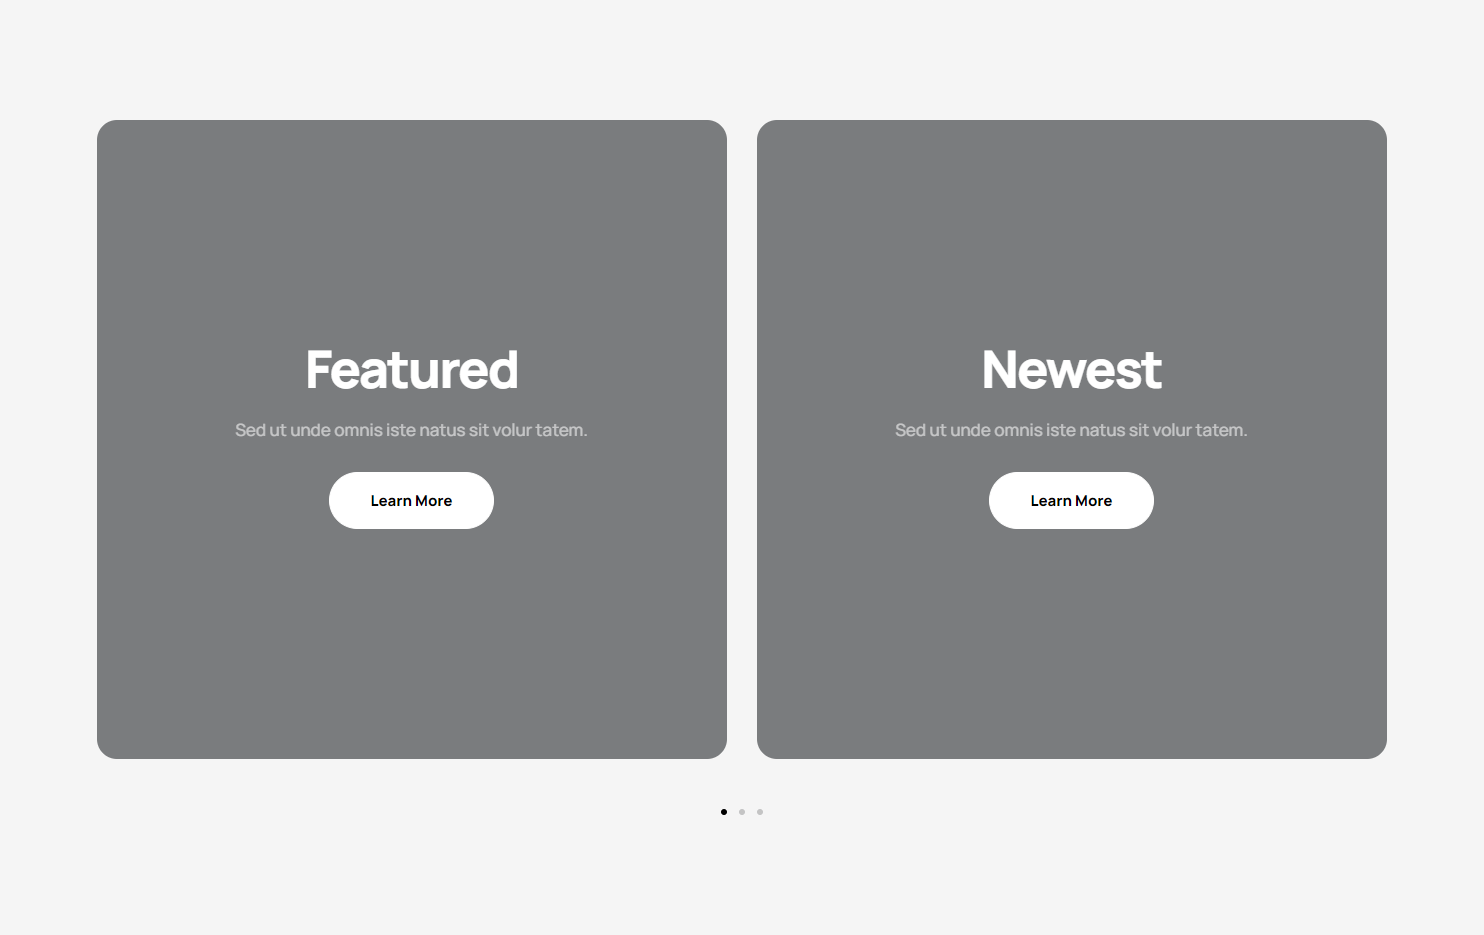 Featured
Sed ut unde omnis iste natus sit volur tatem.
Learn More
Newest
Sed ut unde omnis iste natus sit volur tatem.
Learn More